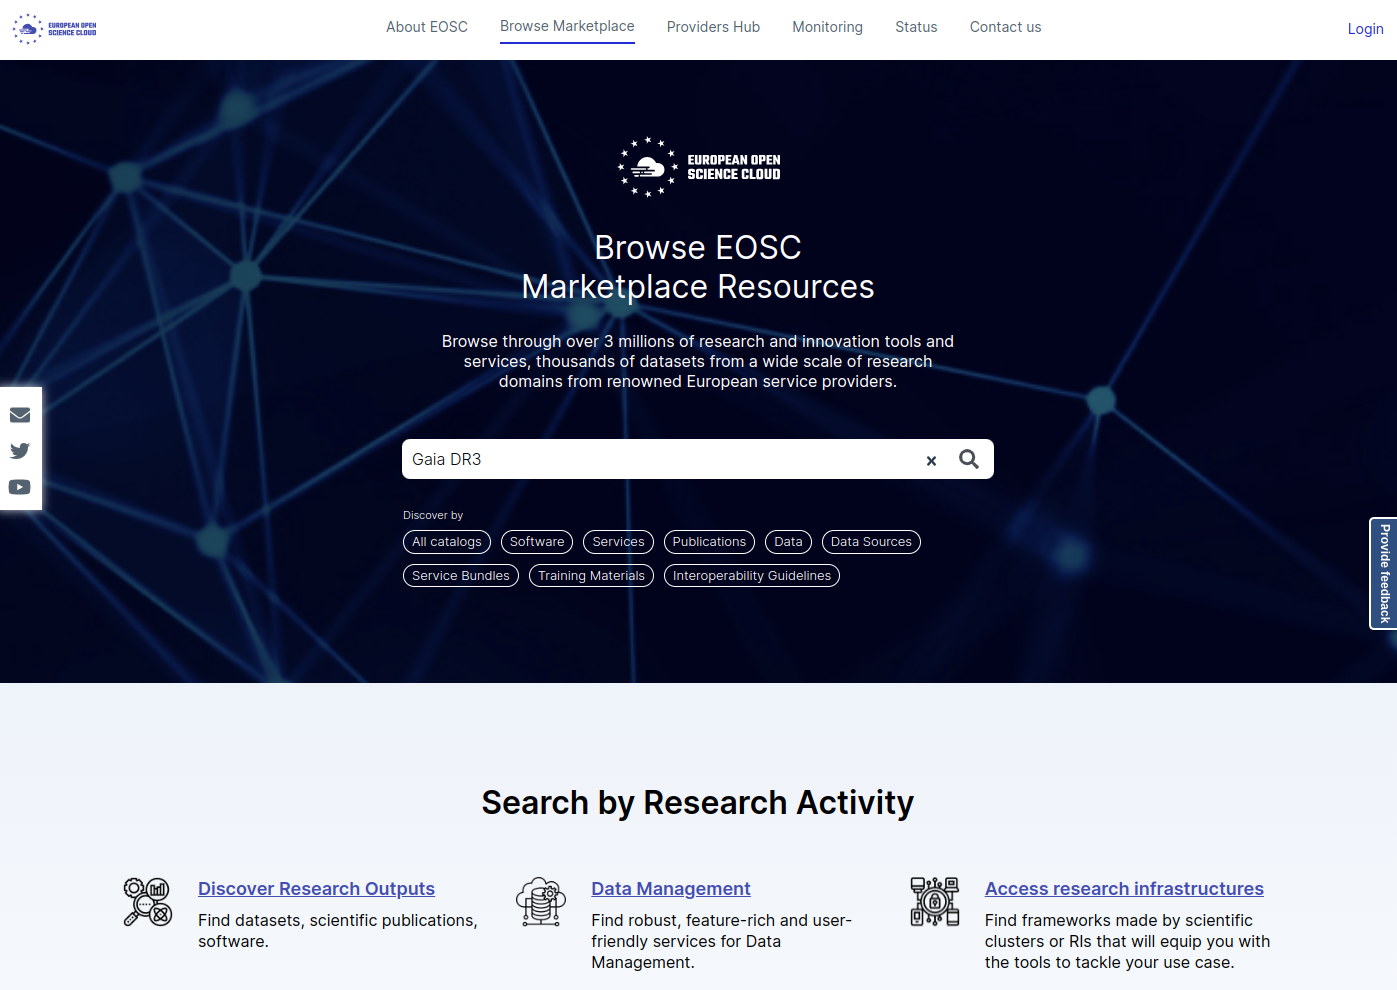 EUROPEAN OPEN
SCIENCE CLOUD
About EOSC
Browse Marketplace
Providers Hub
Monitoring
Status
Contact us
Login
EUROPEAN OPEN
SCIENCE CLOUD
Browse EOSC
Marketplace Resources
Browse through over 3 millions of research and innovation tools and
services, thousands of datasets from a wide scale of research
domains from renowned European service providers.
Gaia DR3
Discover by
All catalogs
Software
Services
Publications
Data
Data Sources
Service Bundles
Training Materials
Interoperability Guidelines
Provide feedback
Search by Research Activity
Discover Research Outputs
Find datasets, scientific publications,
software.
Data Management
Find robust, feature-rich and user-
friendly services for Data
Management.
Access research infrastructures
Find frameworks made by scientific
clusters or RIs that will equip you with
the tools to tackle your use case.